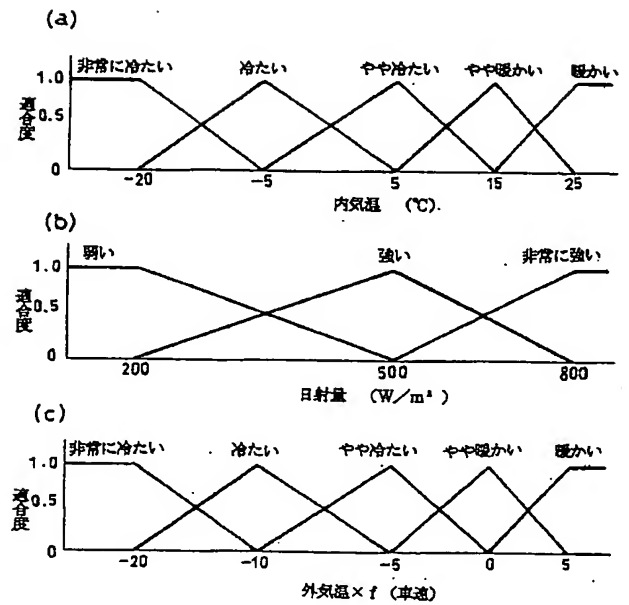 (a)
非常に冷たい 冷たい やや冷たい やや暖かい 暖かい
1.0
0.5
0
適合度
-20 -5 5 15 25
内気温 (℃)
(b)
弱い 強い 非常に強い
1.0
0.5
0
適合度
200 500 800
日射量 (W/m²)
(c)
非常に冷たい 冷たい やや冷たい やや暖かい 暖かい
1.0
0.5
0
適合度
-20 -10 -5 0 5
外気温×f (車速)